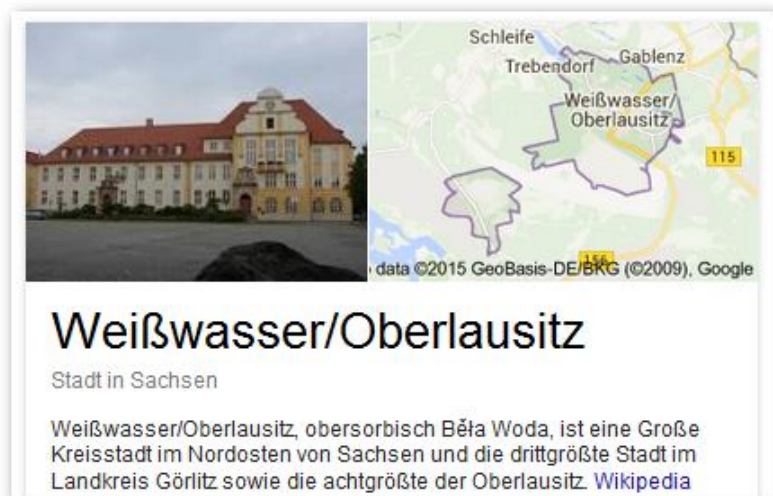 Schleife
Trebendorf
Gablenz
Weißwasser/
Oberlausitz
115
156
data ©2015 GeoBasis-DE/BKG (©2009), Google
Weißwasser/Oberlausitz
Stadt in Sachsen
Weißwasser/Oberlausitz, obersorbisch Běła Woda, ist eine Große
Kreisstadt im Nordosten von Sachsen und die drittgrößte Stadt im
Landkreis Görlitz sowie die achtgrößte der Oberlausitz. Wikipedia